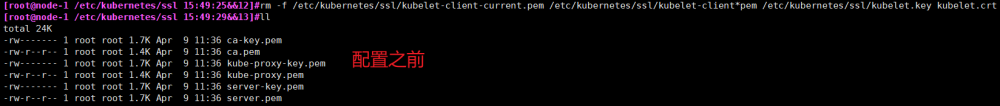 [root@node-1 /etc/kubernetes/ssl 15:49:25&&12]#rm -f /etc/kubernetes/ssl/kubelet-client-current.pem /etc/kubernetes/ssl/kubelet-client*pem /etc/kubernetes/ssl/kubelet.key kubelet.crt
[root@node-1 /etc/kubernetes/ssl 15:49:29&&13]#ll
total 24K
-rw------- 1 root root 1.7K Apr  9 11:36 ca-key.pem
-rw-r--r-- 1 root root 1.4K Apr  9 11:36 ca.pem
-rw------- 1 root root 1.7K Apr  9 11:36 kube-proxy-key.pem 配置之前
-rw-r--r-- 1 root root 1.4K Apr  9 11:36 kube-proxy.pem
-rw------- 1 root root 1.7K Apr  9 11:36 server-key.pem
-rw-r--r-- 1 root root 1.7K Apr  9 11:36 server.pem